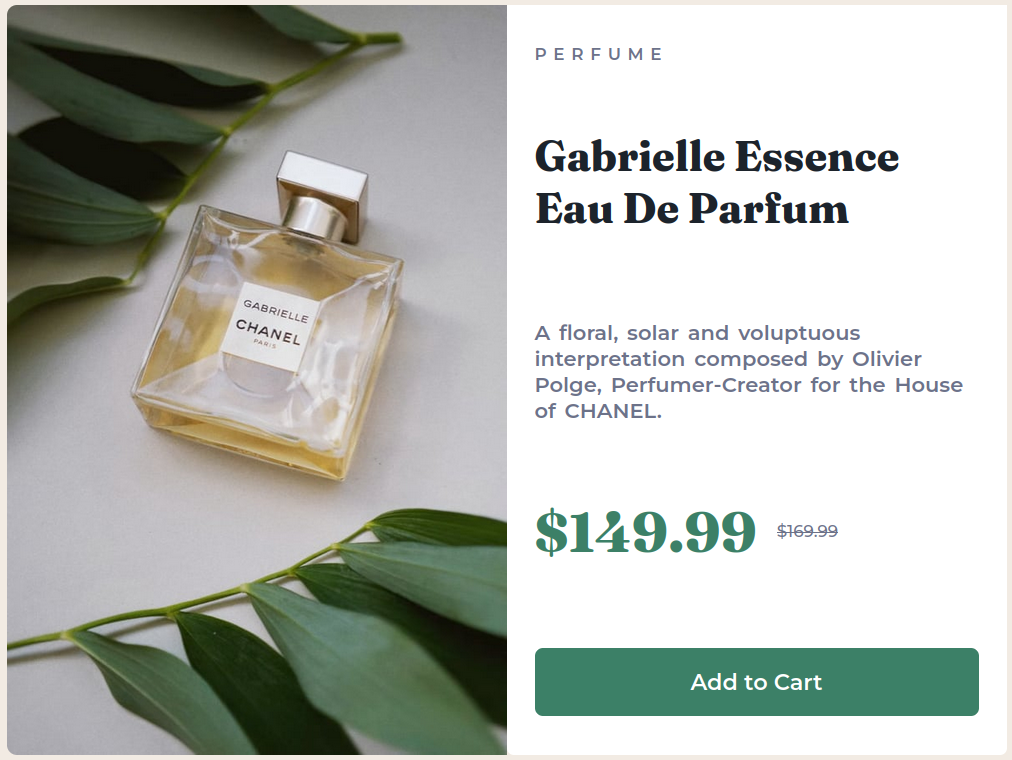 PERFUME
Gabrielle Essence
Eau De Parfum
A floral, solar and voluptuous
interpretation composed by Olivier
Polge, Perfumer-Creator for the House
of CHANEL.
$149.99 $169.99
Add to Cart
GABRIELLE
CHANEL
PARIS